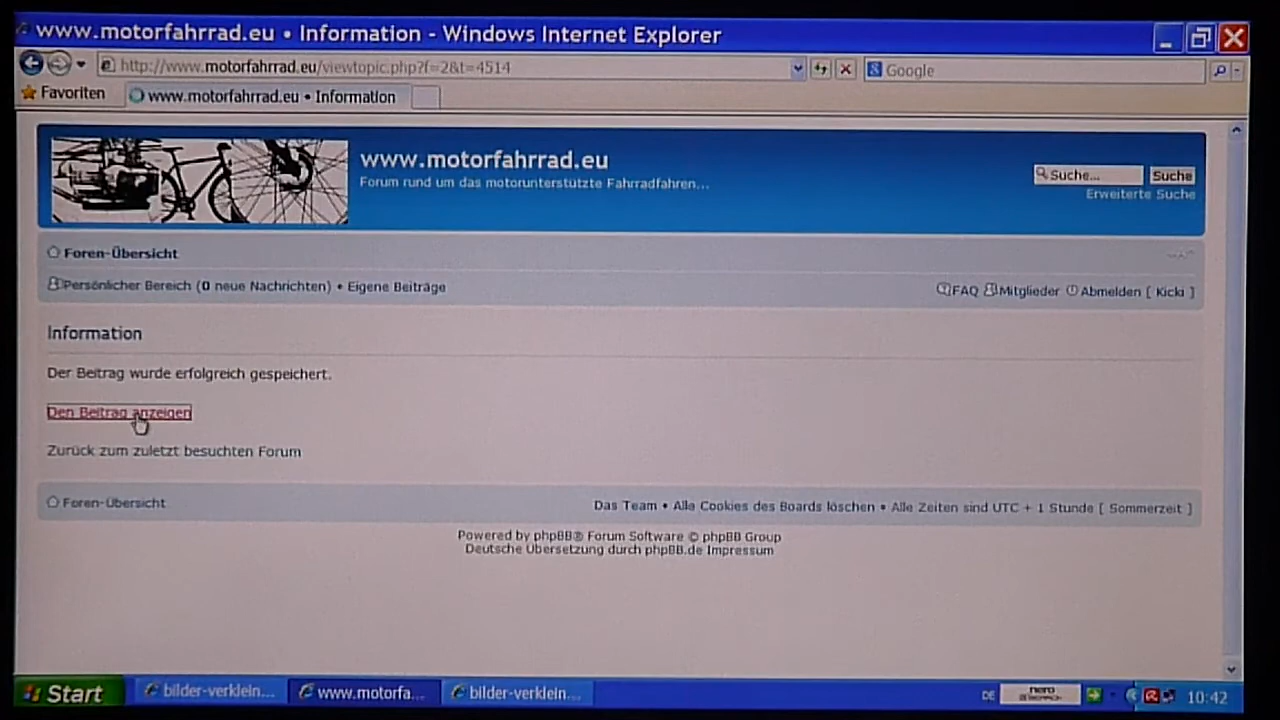 www.motorfahrrad.eu • Information - Windows Internet Explorer
http://www.motorfahrrad.eu/viewtopic.php?f=2&t=4514
Google
Favoriten
www.motorfahrrad.eu • Information
www.motorfahrrad.eu
Forum rund um das motorunterstützte Fahrradfahren...
Suche... Suche
Erweiterte Suche
Foren-Übersicht
Persönlicher Bereich (0 neue Nachrichten) • Eigene Beiträge
FAQ Mitglieder Abmelden [ Kicki ]
Information
Der Beitrag wurde erfolgreich gespeichert.
Den Beitrag anzeigen
Zurück zum zuletzt besuchten Forum
Foren-Übersicht
Das Team • Alle Cookies des Boards löschen • Alle Zeiten sind UTC + 1 Stunde [ Sommerzeit ]
Powered by phpBB® Forum Software © phpBB Group
Deutsche Übersetzung durch phpBB.de Impressum
Start bilder-verklein... www.motorfa... bilder-verklein... DE nero 10:42